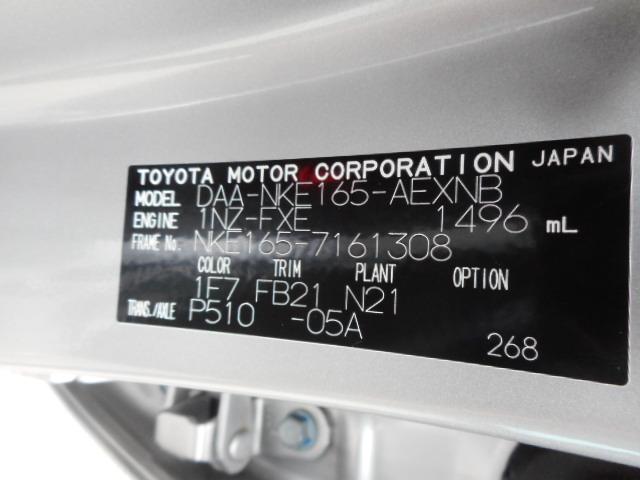 TOYOTA MOTOR CORPORATION JAPAN
MODEL DAA-NKE165-AEXNB
ENGINE 1NZ-FXE 1496 mL
FRAME No. NKE165-7161308
COLOR TRIM PLANT OPTION
1F7 FB21 N21
TRANS./AXLE P510 -05A
268